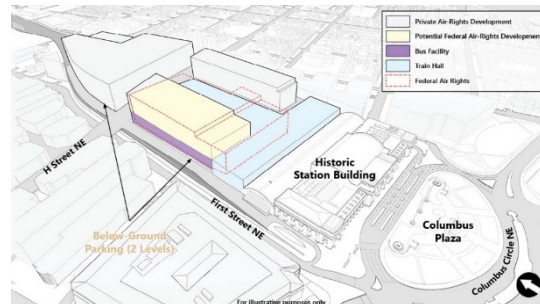 Private Air-Rights Development
Potential Federal Air-Rights Development
Bus Facility
Train Hall
Federal Air Rights
H Street NE
Historic
Station Building
First Street NE
Below-Ground
Parking (2 Levels)
Columbus
Plaza
Columbus Circle NE
For illustrative purposes only